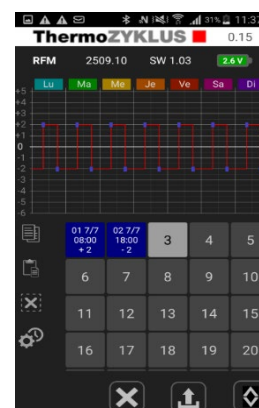 31% 11:37
ThermoZYKLUS 0.15
RFM 2509.10 SW 1.03 2.6 V
Lu Ma Me Je Ve Sa Di
+5
+4
+3
+2
+1
0
-1
-2
-3
-4
-5
-6
01 7/7 08:00 + 2
02 7/7 18:00 - 2
3 4 5
6 7 8 9 10
11 12 13 14 15
16 17 18 19 20